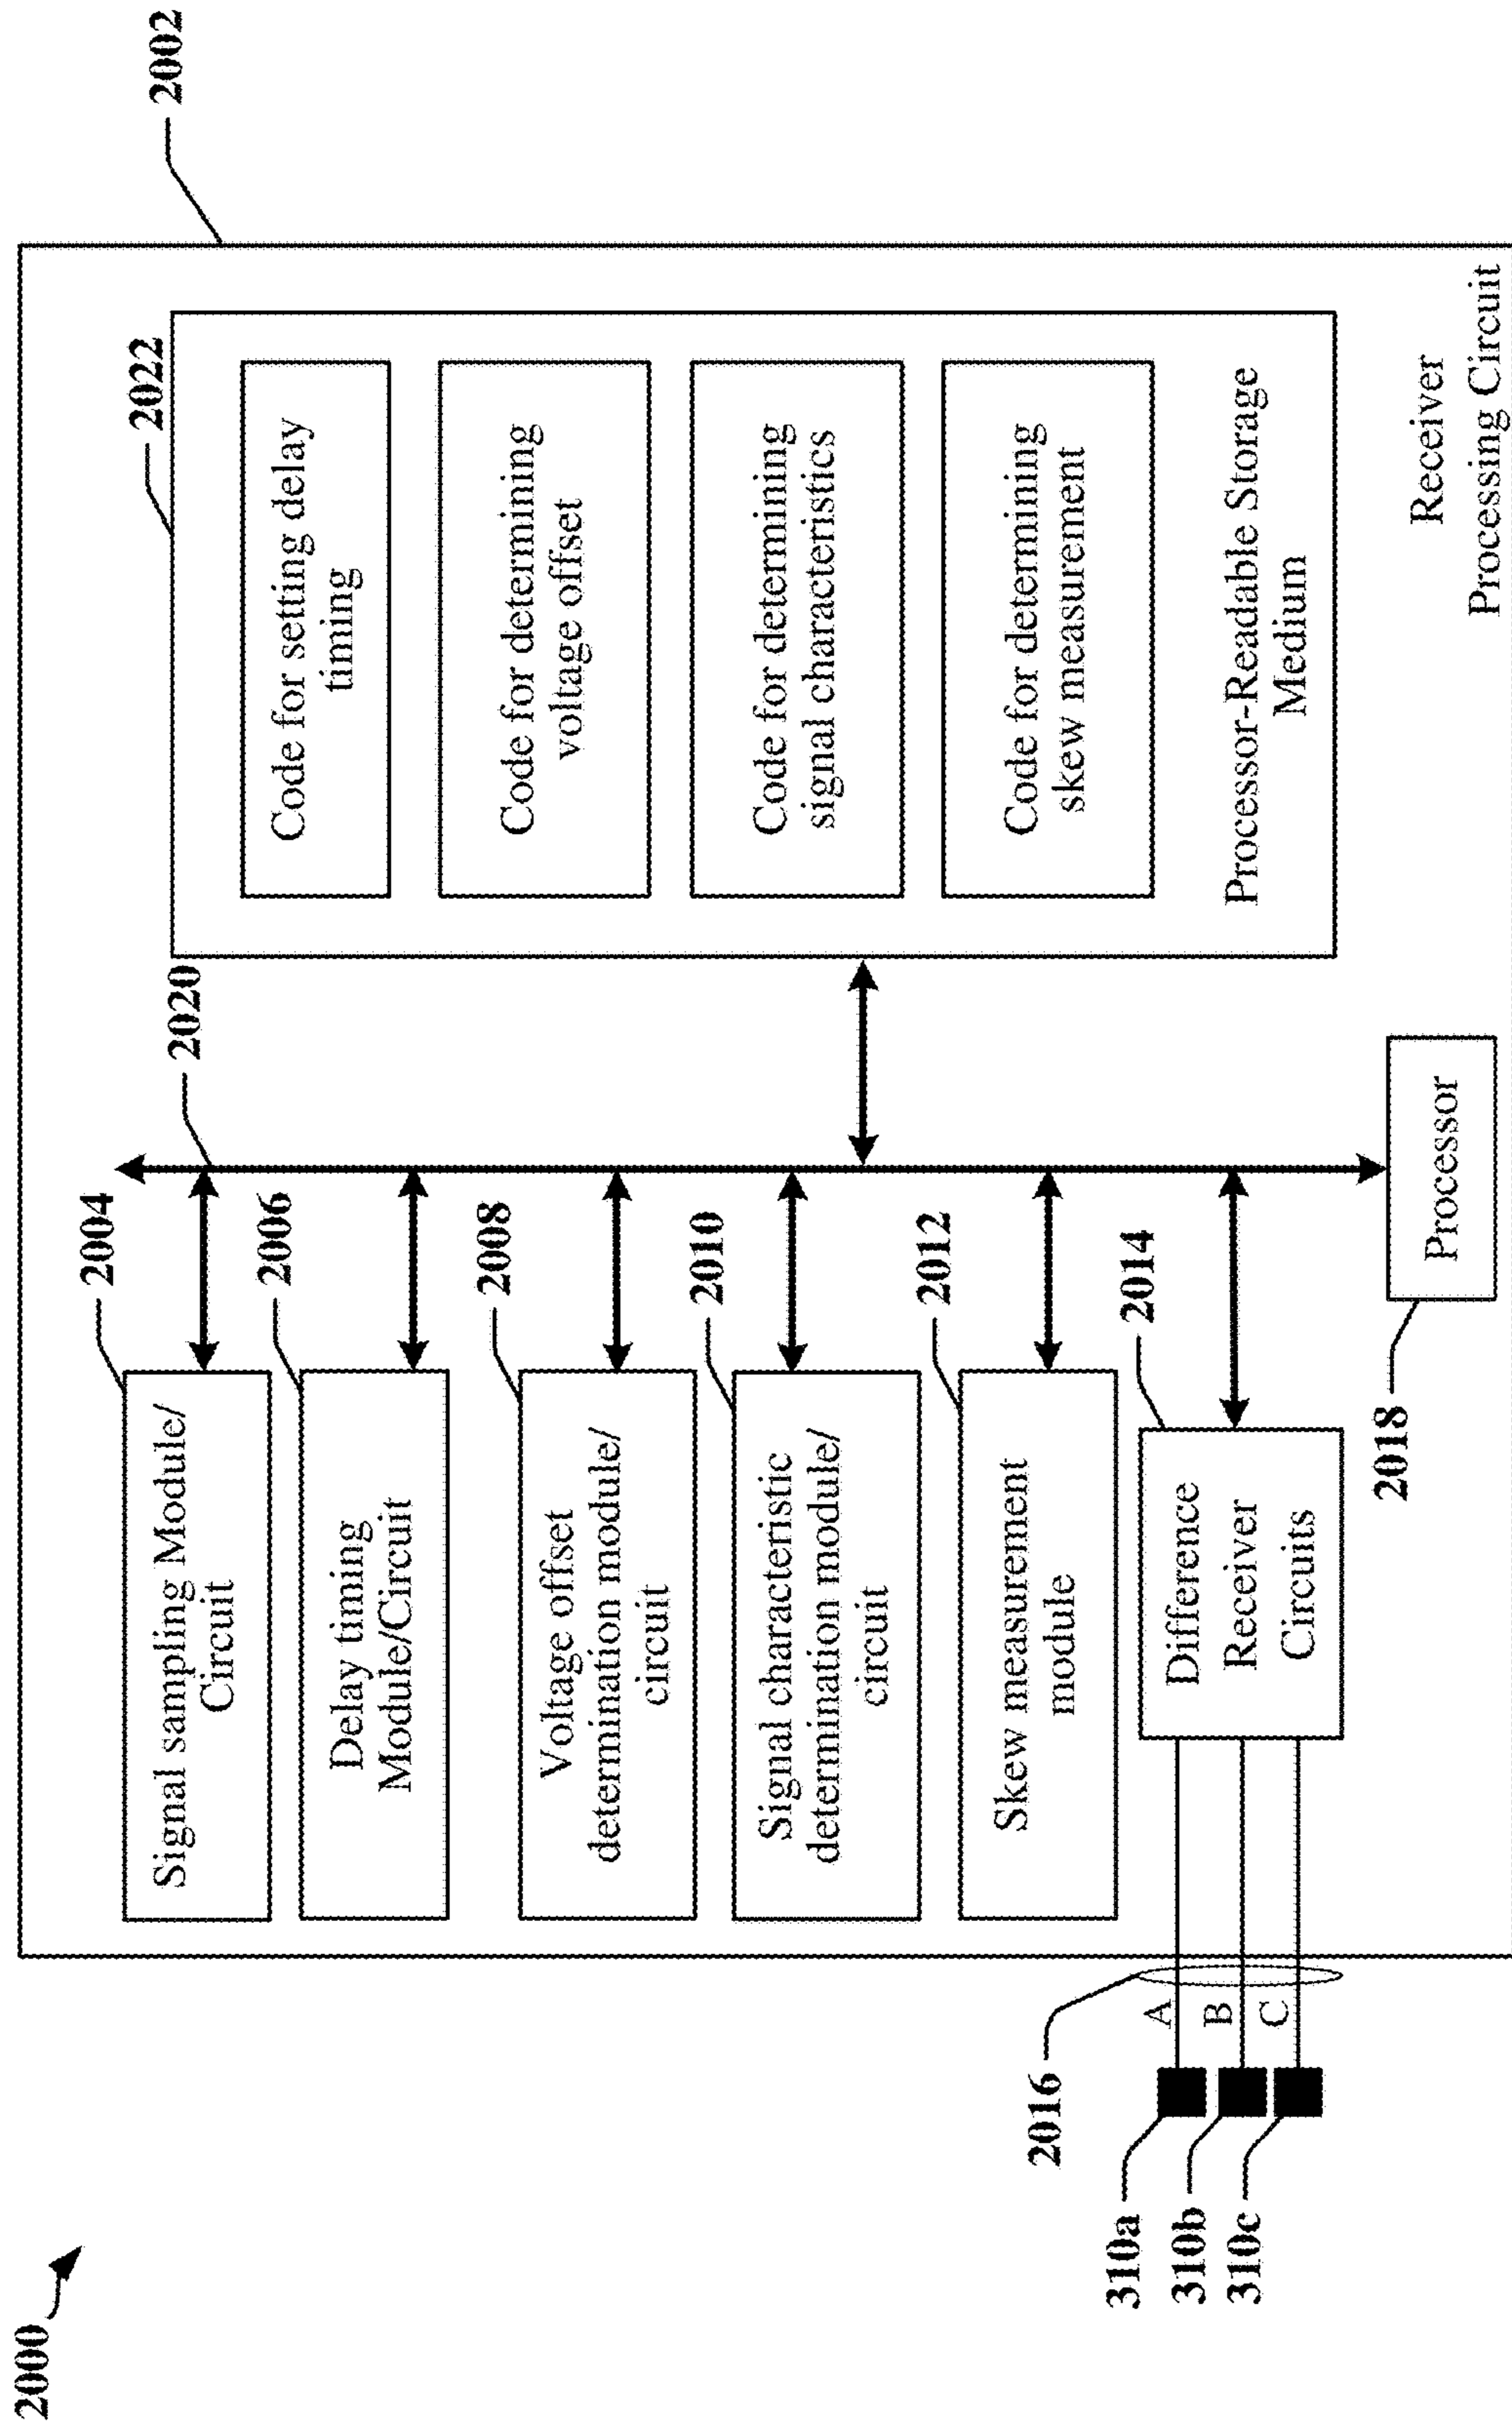 2000
2002
2004
Signal sampling Module/
Circuit
2006
Delay timing
Module/Circuit
2008
Voltage offset
determination module/
circuit
2010
Signal characteristic
determination module/
circuit
2012
Skew measurement
module
2014
Difference
Receiver
Circuits
2016
A
B
C
310a
310b
310c
2018
Processor
2020
2022
Code for setting delay
timing
Code for determining
voltage offset
Code for determining
signal characteristics
Code for determining
skew measurement
Processor-Readable Storage
Medium
Receiver
Processing Circuit